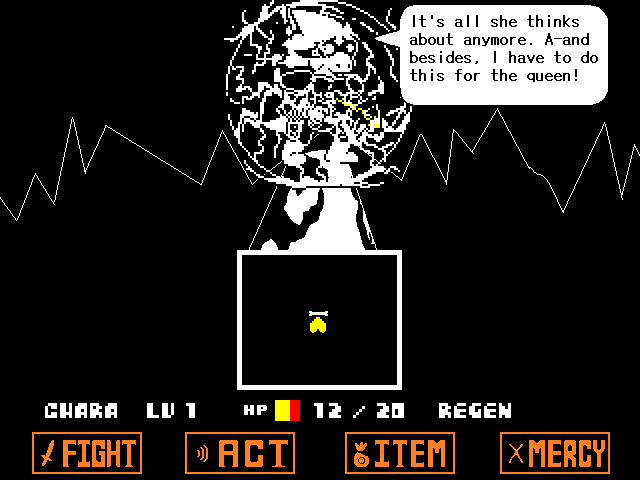 It's all she thinks
about anymore. A-and
besides, I have to do
this for the queen!
CHARA LV 1 HP 12 / 20 REGEN
FIGHT ACT ITEM MERCY